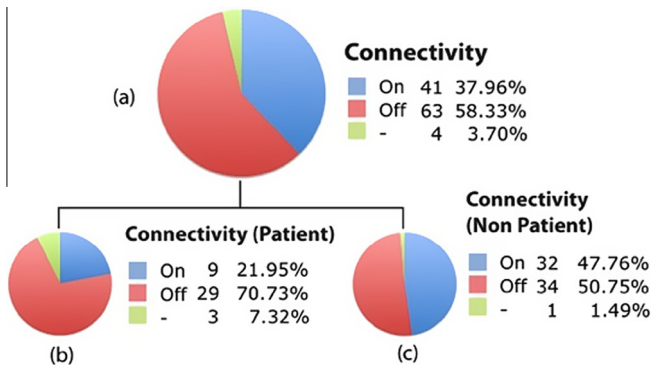 Connectivity
(a)
On 41 37.96%
Off 63 58.33%
- 4 3.70%
Connectivity (Patient)
On 9 21.95%
Off 29 70.73%
- 3 7.32%
(b)
Connectivity
(Non Patient)
On 32 47.76%
Off 34 50.75%
- 1 1.49%
(c)